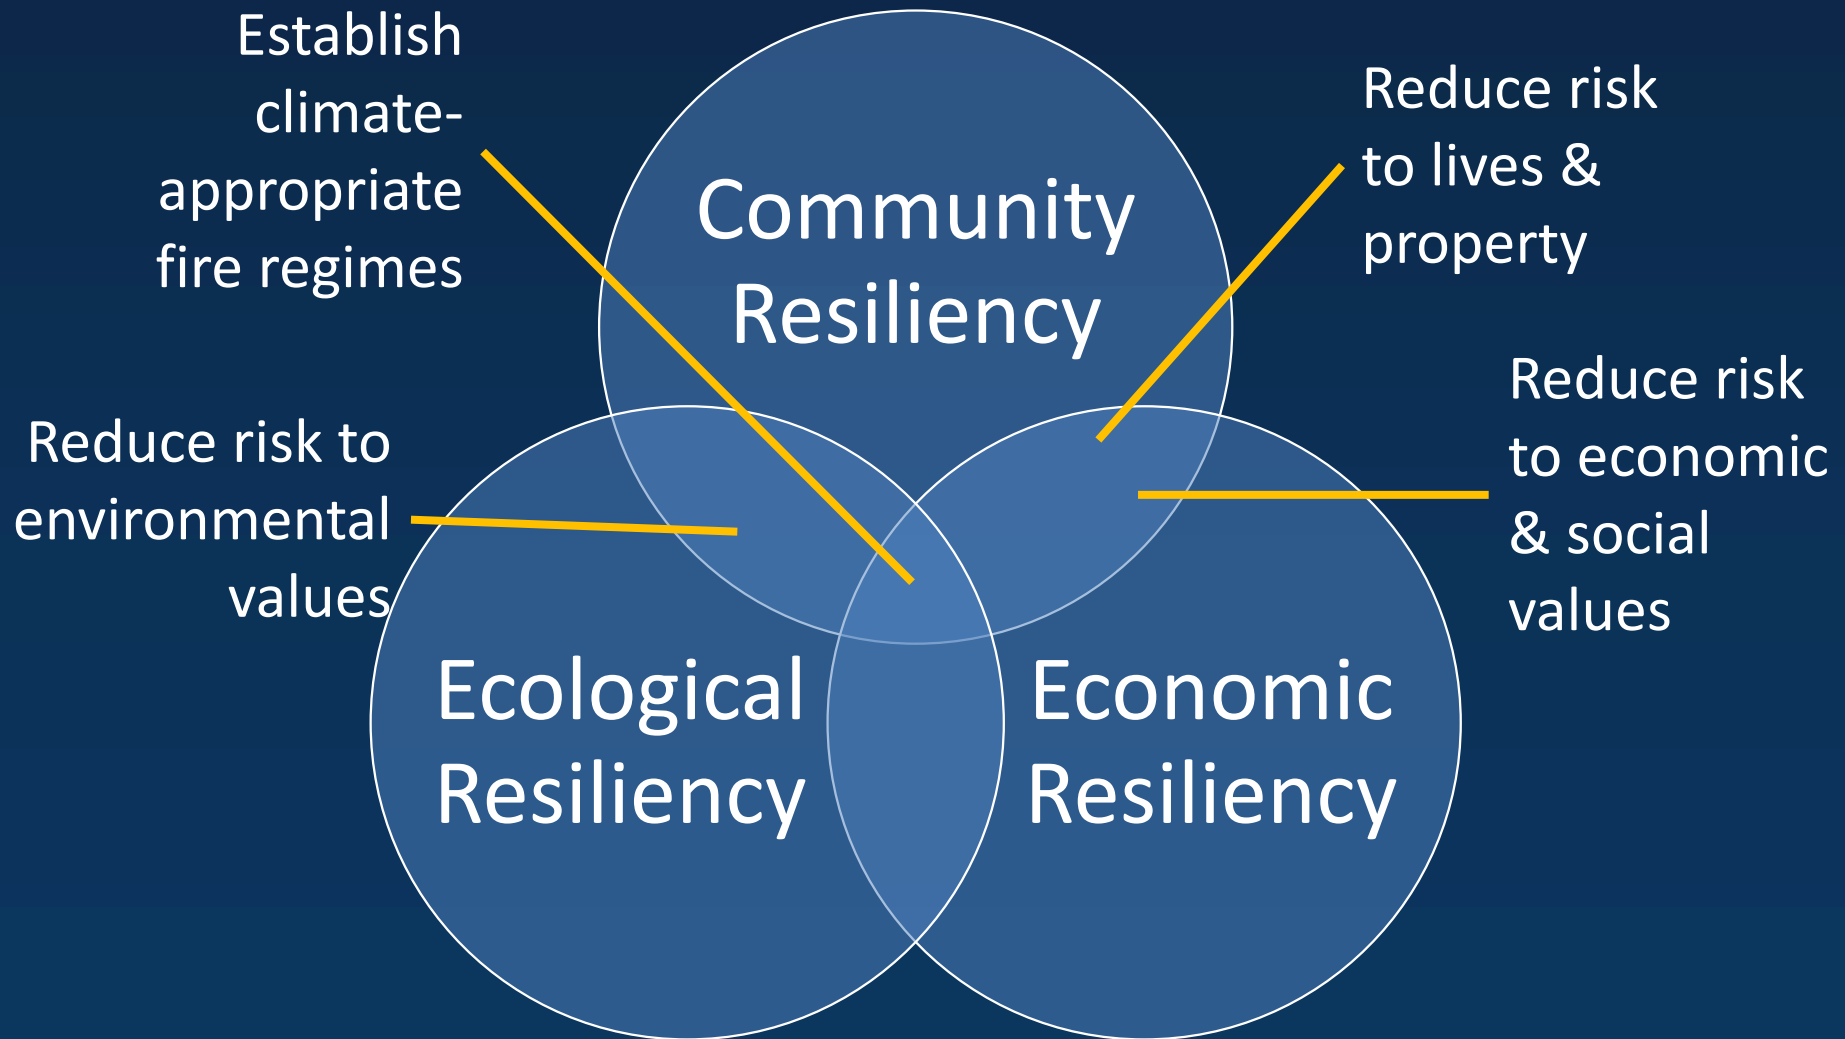 Establish
climate-
appropriate
fire regimes
Reduce risk
to lives &
property
Community
Resiliency
Reduce risk to
environmental
values
Reduce risk
to economic
& social
values
Ecological
Resiliency
Economic
Resiliency